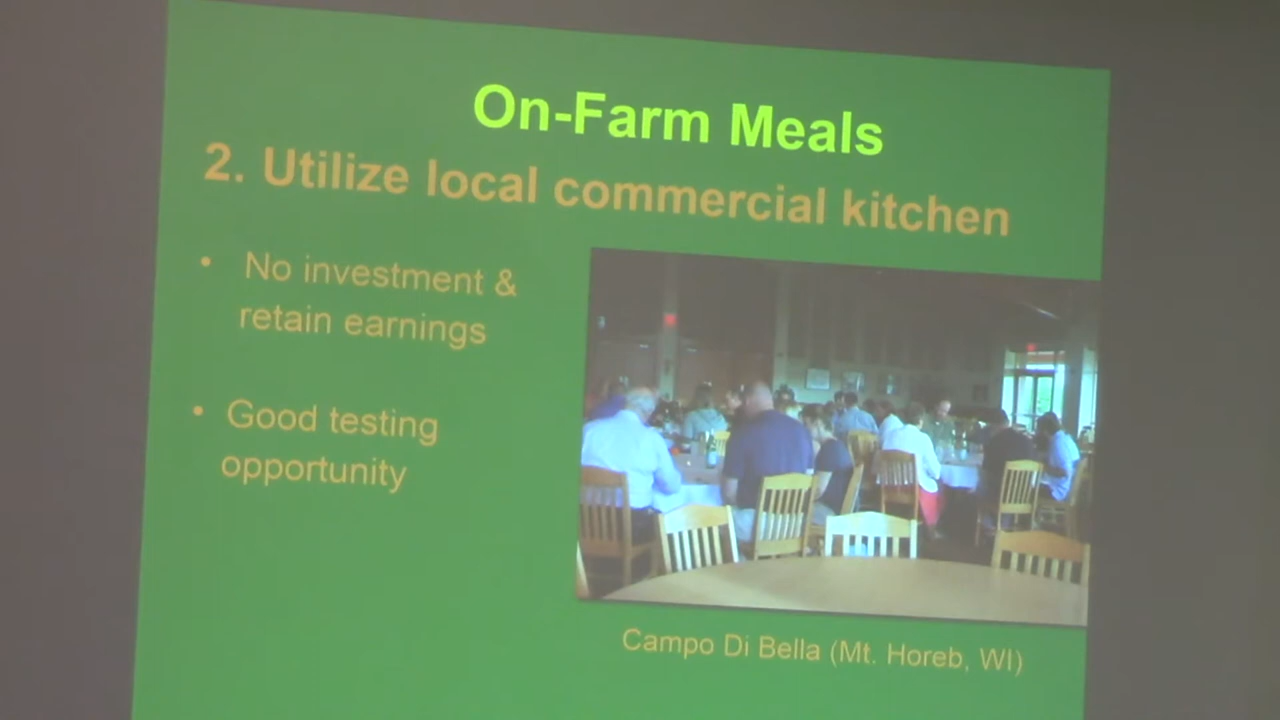 On-Farm Meals
2. Utilize local commercial kitchen
• No investment &
retain earnings
• Good testing
opportunity
Campo Di Bella (Mt. Horeb, WI)